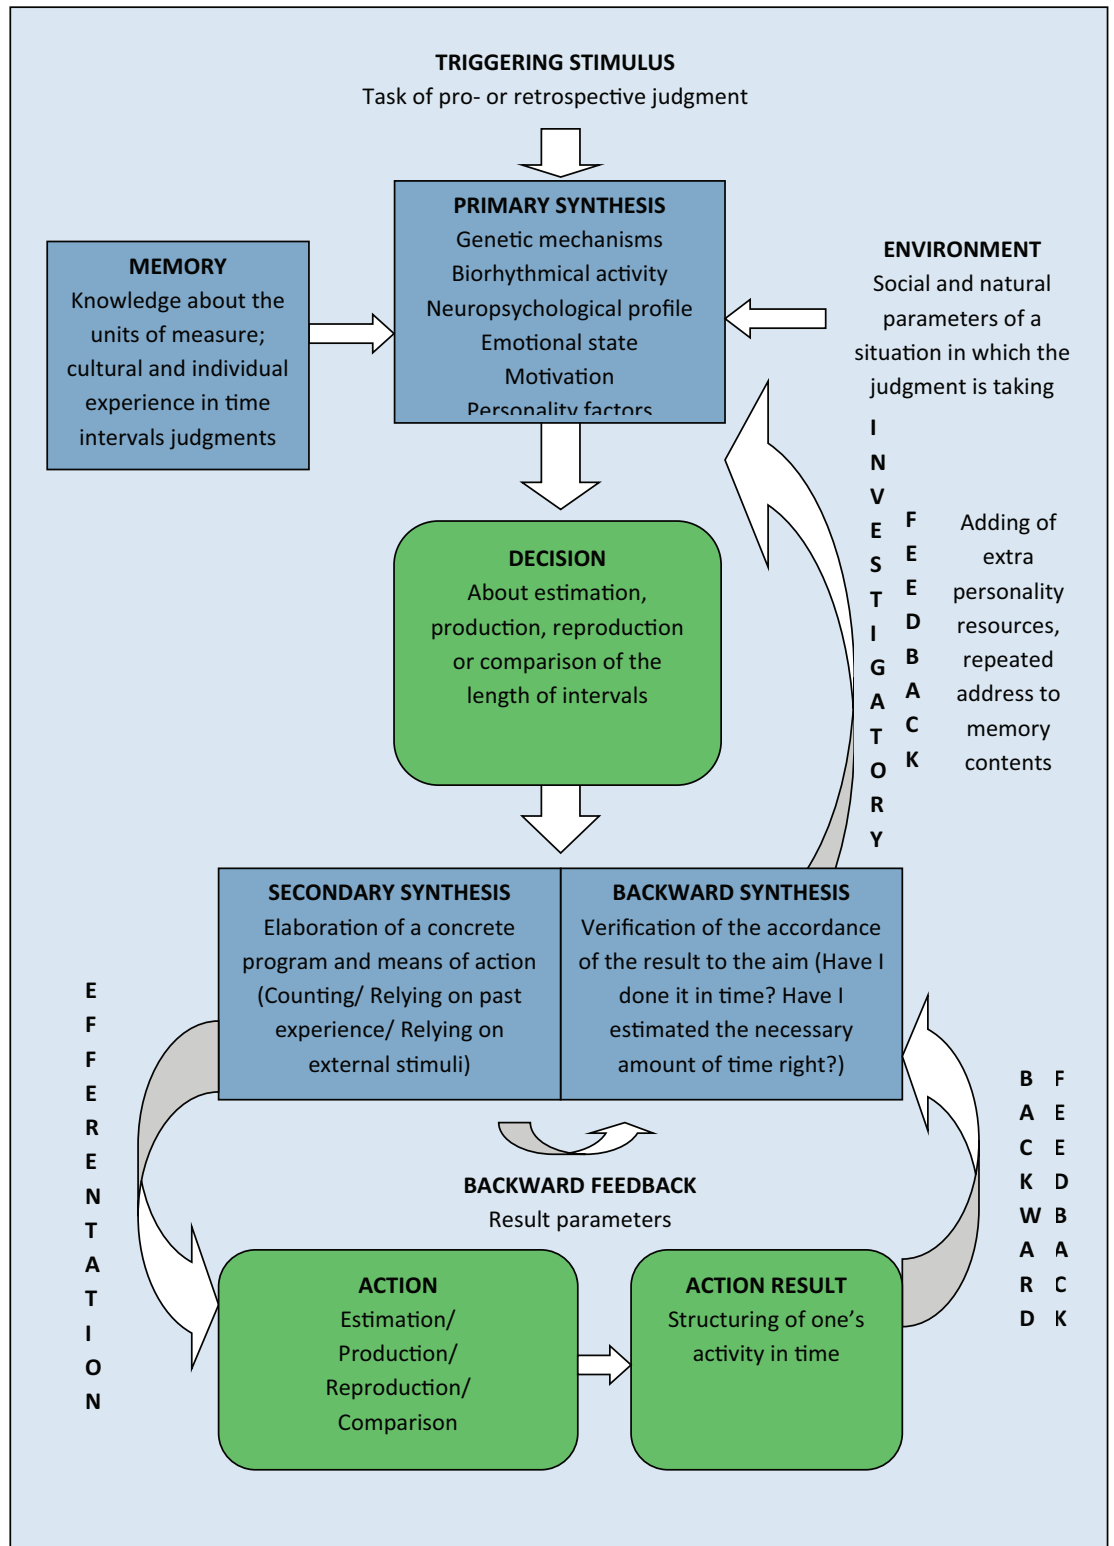 TRIGGERING STIMULUS
Task of pro- or retrospective judgment
PRIMARY SYNTHESIS
Genetic mechanisms
Biorhythmical activity
Neuropsychological profile
Emotional state
Motivation
Personality factors
MEMORY
Knowledge about the
units of measure;
cultural and individual
experience in time
intervals judgments
ENVIRONMENT
Social and natural
parameters of a
situation in which the
judgment is taking
INVESTIGATORY
FEEDBACK
Adding of
extra
personality
resources,
repeated
address to
memory
contents
DECISION
About estimation,
production, reproduction
or comparison of the
length of intervals
SECONDARY SYNTHESIS
Elaboration of a concrete
program and means of action
(Counting/ Relying on past
experience/ Relying on
external stimuli)
BACKWARD SYNTHESIS
Verification of the accordance
of the result to the aim (Have I
done it in time? Have I
estimated the necessary
amount of time right?)
EFFERENTATION
BACKWARD
FEEDBACK
BACKWARD FEEDBACK
Result parameters
ACTION
Estimation/
Production/
Reproduction/
Comparison
ACTION RESULT
Structuring of one's
activity in time